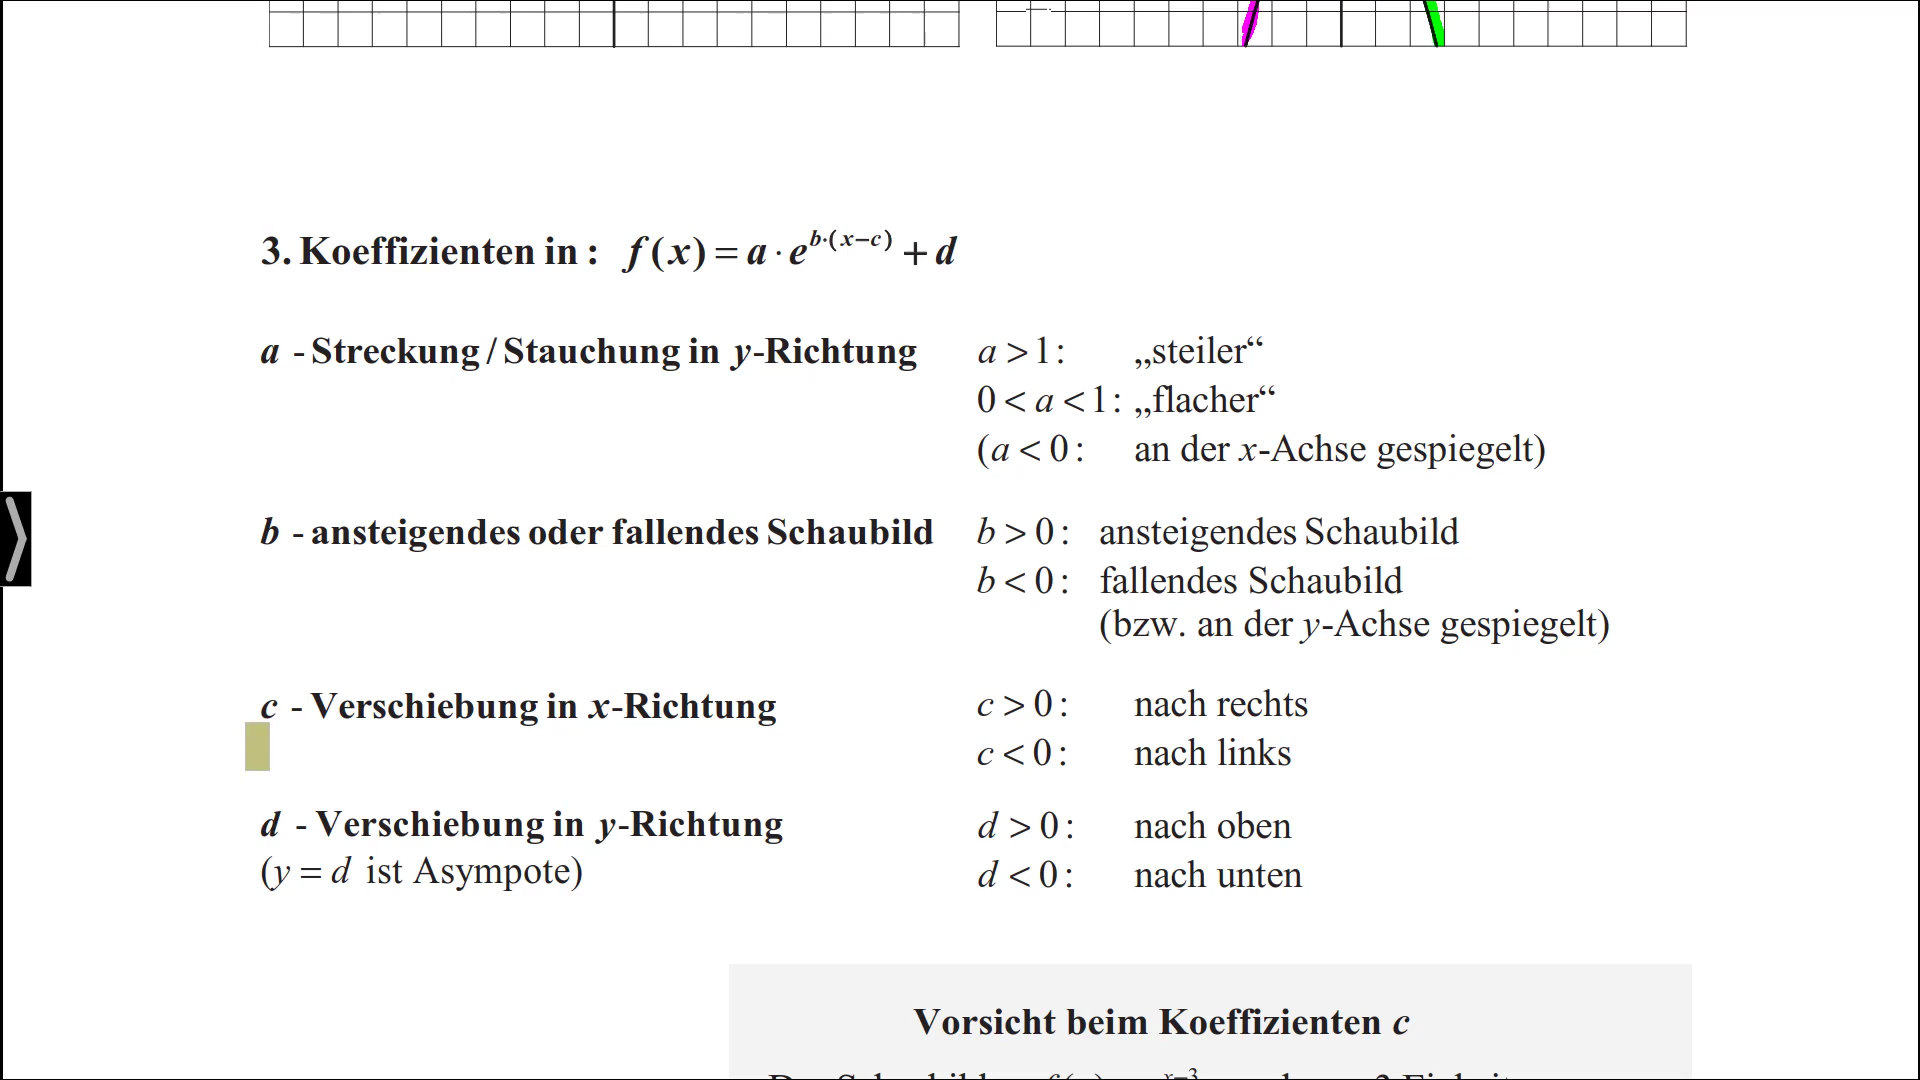 3. Koeffizienten in : f(x) = a · e^{b·(x−c)} + d
a - Streckung / Stauchung in y-Richtung a > 1 : „steiler“
0 < a < 1 : „flacher“
(a < 0 : an der x-Achse gespiegelt)
b - ansteigendes oder fallendes Schaubild b > 0 : ansteigendes Schaubild
b < 0 : fallendes Schaubild
(bzw. an der y-Achse gespiegelt)
c - Verschiebung in x-Richtung c > 0 : nach rechts
c < 0 : nach links
d - Verschiebung in y-Richtung d > 0 : nach oben
(y = d ist Asympote) d < 0 : nach unten
Vorsicht beim Koeffizienten c